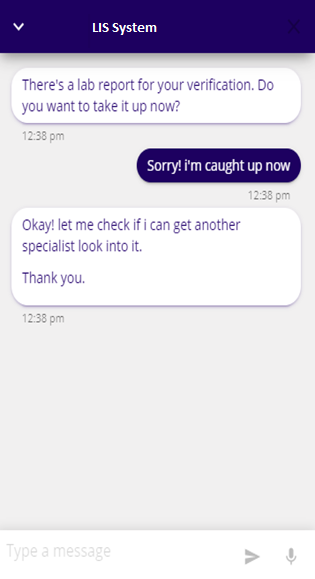 LIS System
There's a lab report for your verification. Do
you want to take it up now?
12:38 pm
Sorry! i'm caught up now
12:38 pm
Okay! let me check if i can get another
specialist look into it.
Thank you.
12:38 pm
Type a message